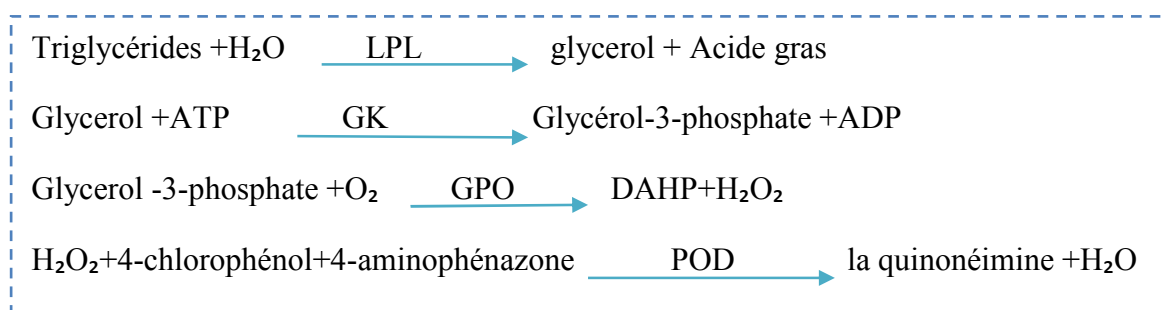 Triglycérides +H₂O LPL glycerol + Acide gras
Glycerol +ATP GK Glycérol-3-phosphate +ADP
Glycerol -3-phosphate +O₂ GPO DAHP+H₂O₂
H₂O₂+4-chlorophénol+4-aminophénazone POD la quinonéimine +H₂O